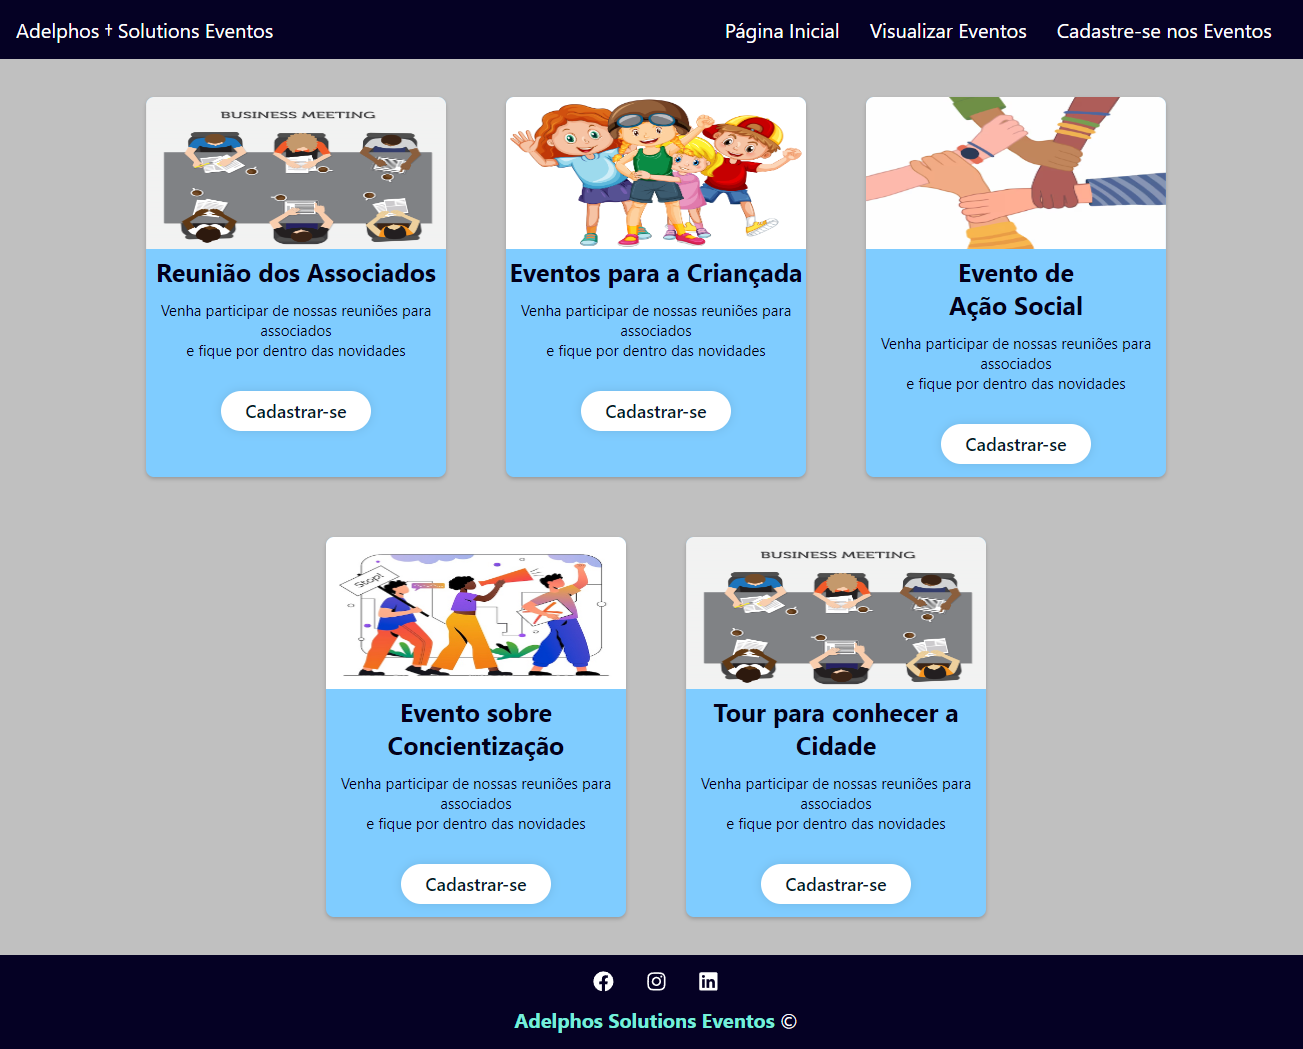 Adelphos † Solutions Eventos
Página Inicial
Visualizar Eventos
Cadastre-se nos Eventos
BUSINESS MEETING
Reunião dos Associados
Venha participar de nossas reuniões para
associados
e fique por dentro das novidades
Cadastrar-se
Eventos para a Criançada
Venha participar de nossas reuniões para
associados
e fique por dentro das novidades
Cadastrar-se
Evento de
Ação Social
Venha participar de nossas reuniões para
associados
e fique por dentro das novidades
Cadastrar-se
Stop!
Evento sobre
Concientização
Venha participar de nossas reuniões para
associados
e fique por dentro das novidades
Cadastrar-se
BUSINESS MEETING
Tour para conhecer a
Cidade
Venha participar de nossas reuniões para
associados
e fique por dentro das novidades
Cadastrar-se
Adelphos Solutions Eventos ©